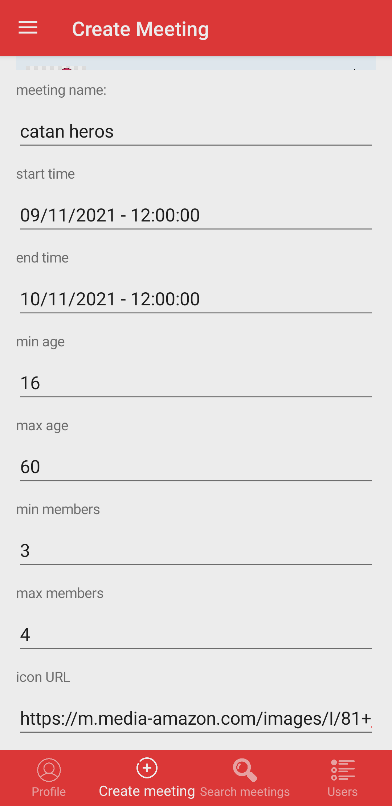 Create Meeting
meeting name:
catan heros
start time
09/11/2021 - 12:00:00
end time
10/11/2021 - 12:00:00
min age
16
max age
60
min members
3
max members
4
icon URL
https://m.media-amazon.com/images/I/81+
Profile
Create meeting
Search meetings
Users